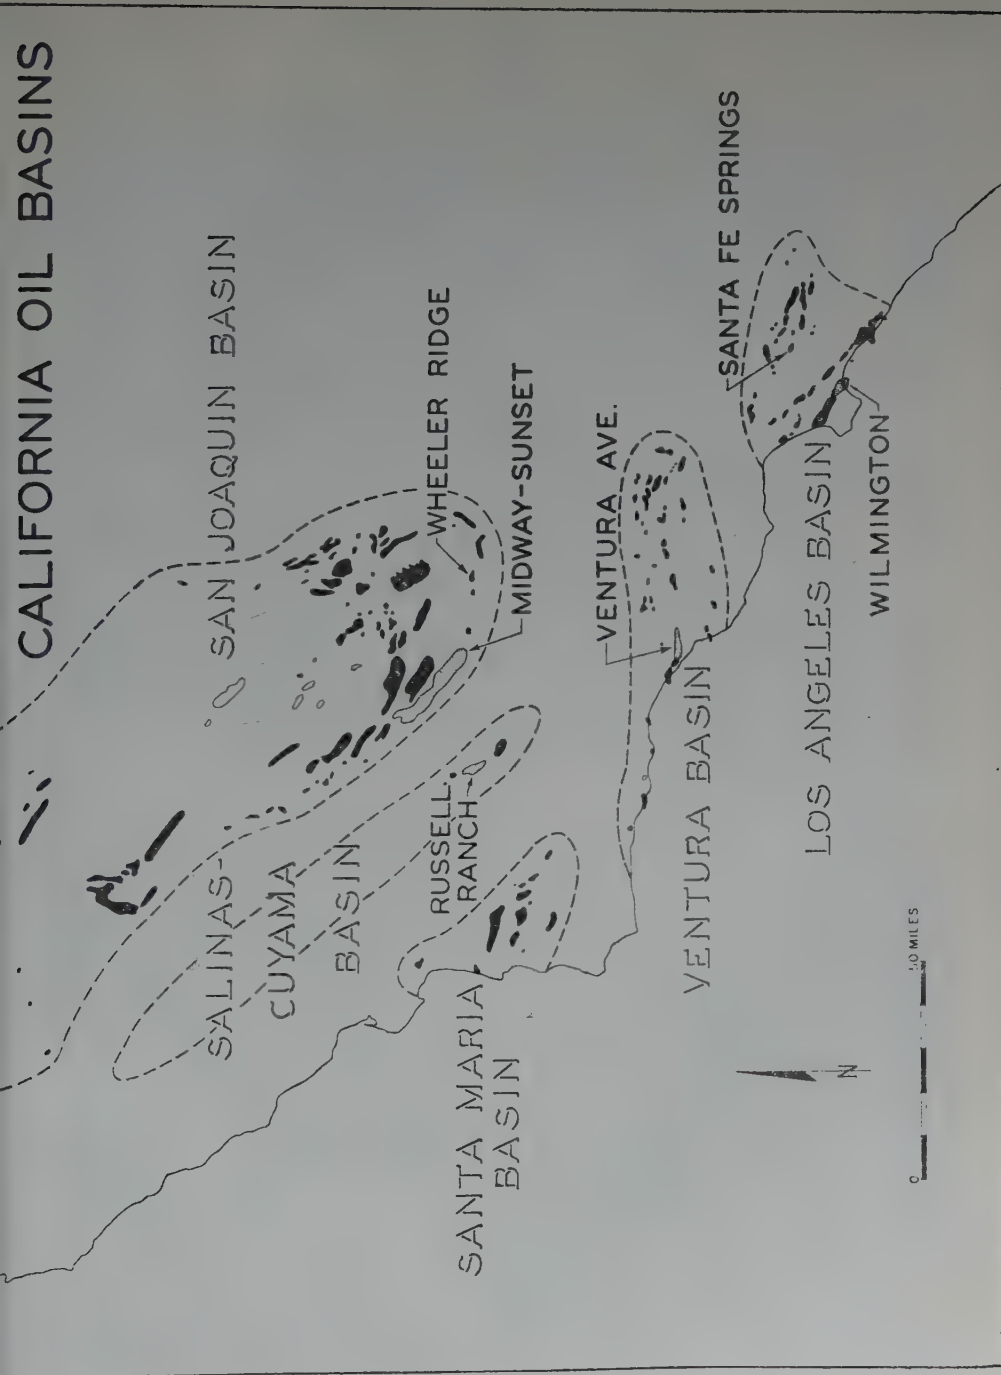 CALIFORNIA OIL BASINS
SAN JOAQUIN BASIN
WHEELER RIDGE
MIDWAY-SUNSET
SANTA FE SPRINGS
VENTURA AVE.
SALINAS-
CUYAMA
BASIN
RUSSELL
RANCH
SANTA MARIA
BASIN
VENTURA BASIN
LOS ANGELES BASIN
WILMINGTON
N
0
50 MILES